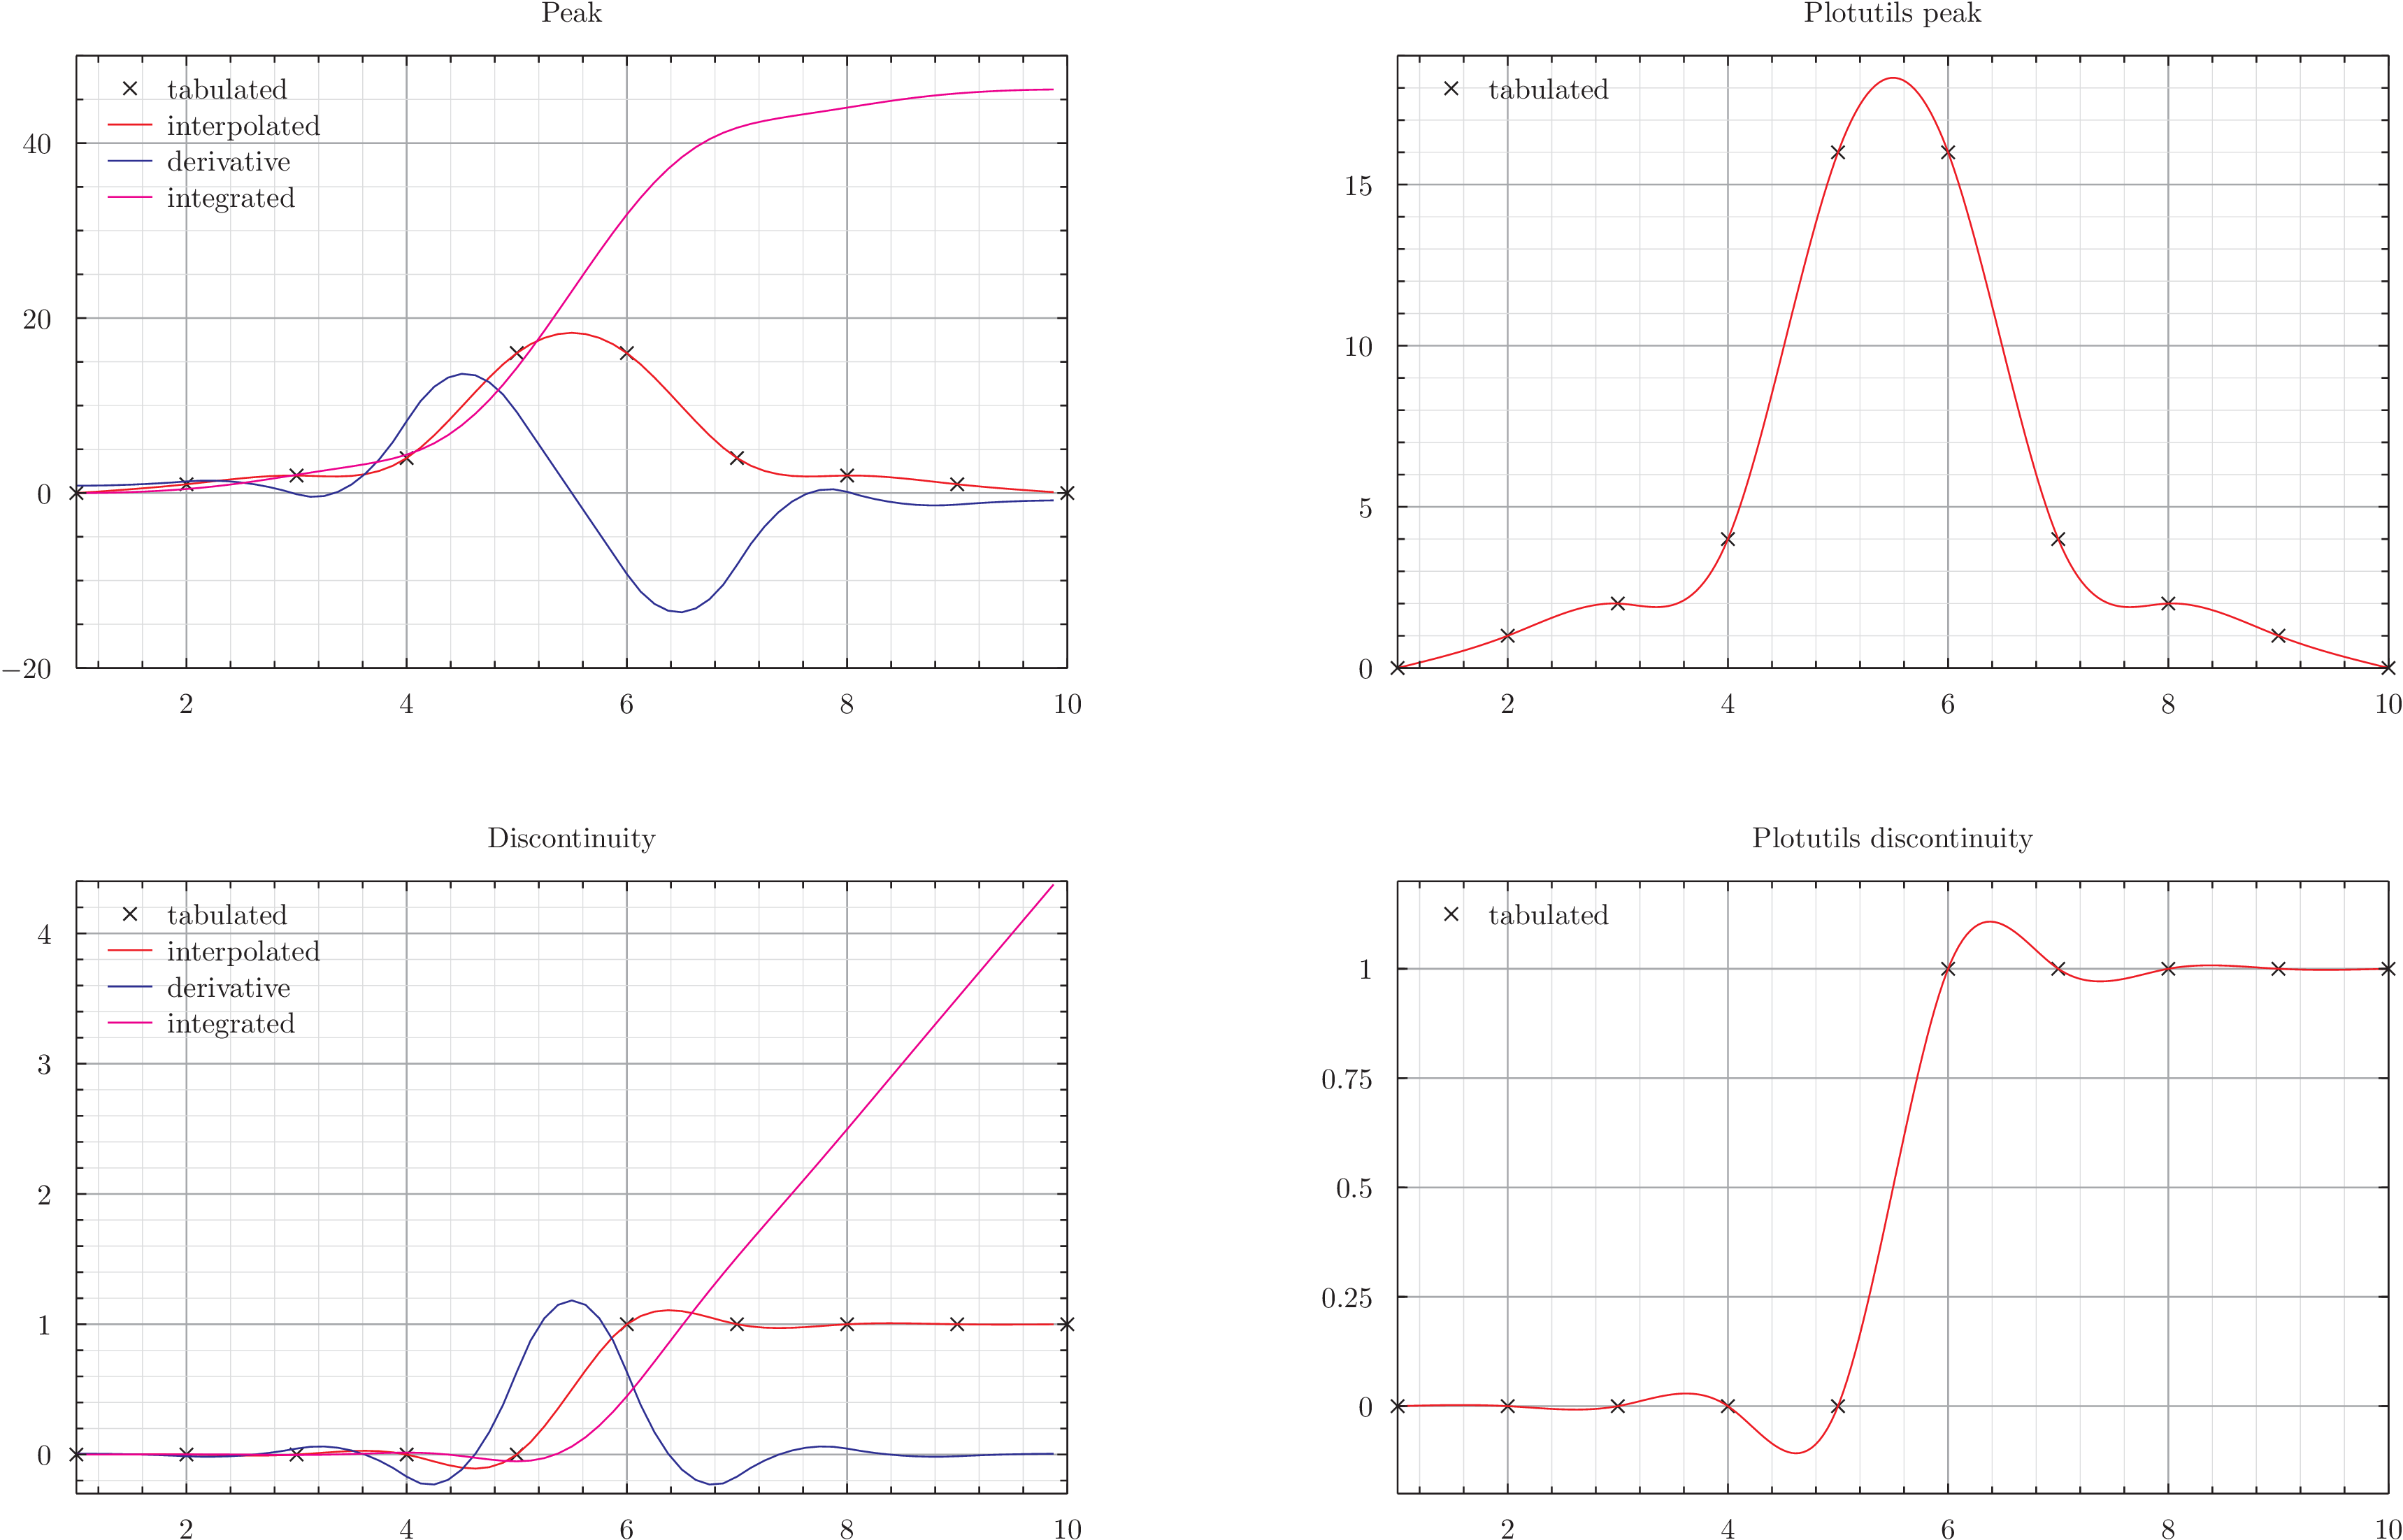 Peak
tabulated
interpolated
derivative
integrated
40
20
0
−20
2 4 6 8 10
Plotutils peak
tabulated
15
10
5
0
2 4 6 8 10
Discontinuity
tabulated
interpolated
derivative
integrated
4
3
2
1
0
2 4 6 8 10
Plotutils discontinuity
tabulated
1
0.75
0.5
0.25
0
2 4 6 8 10